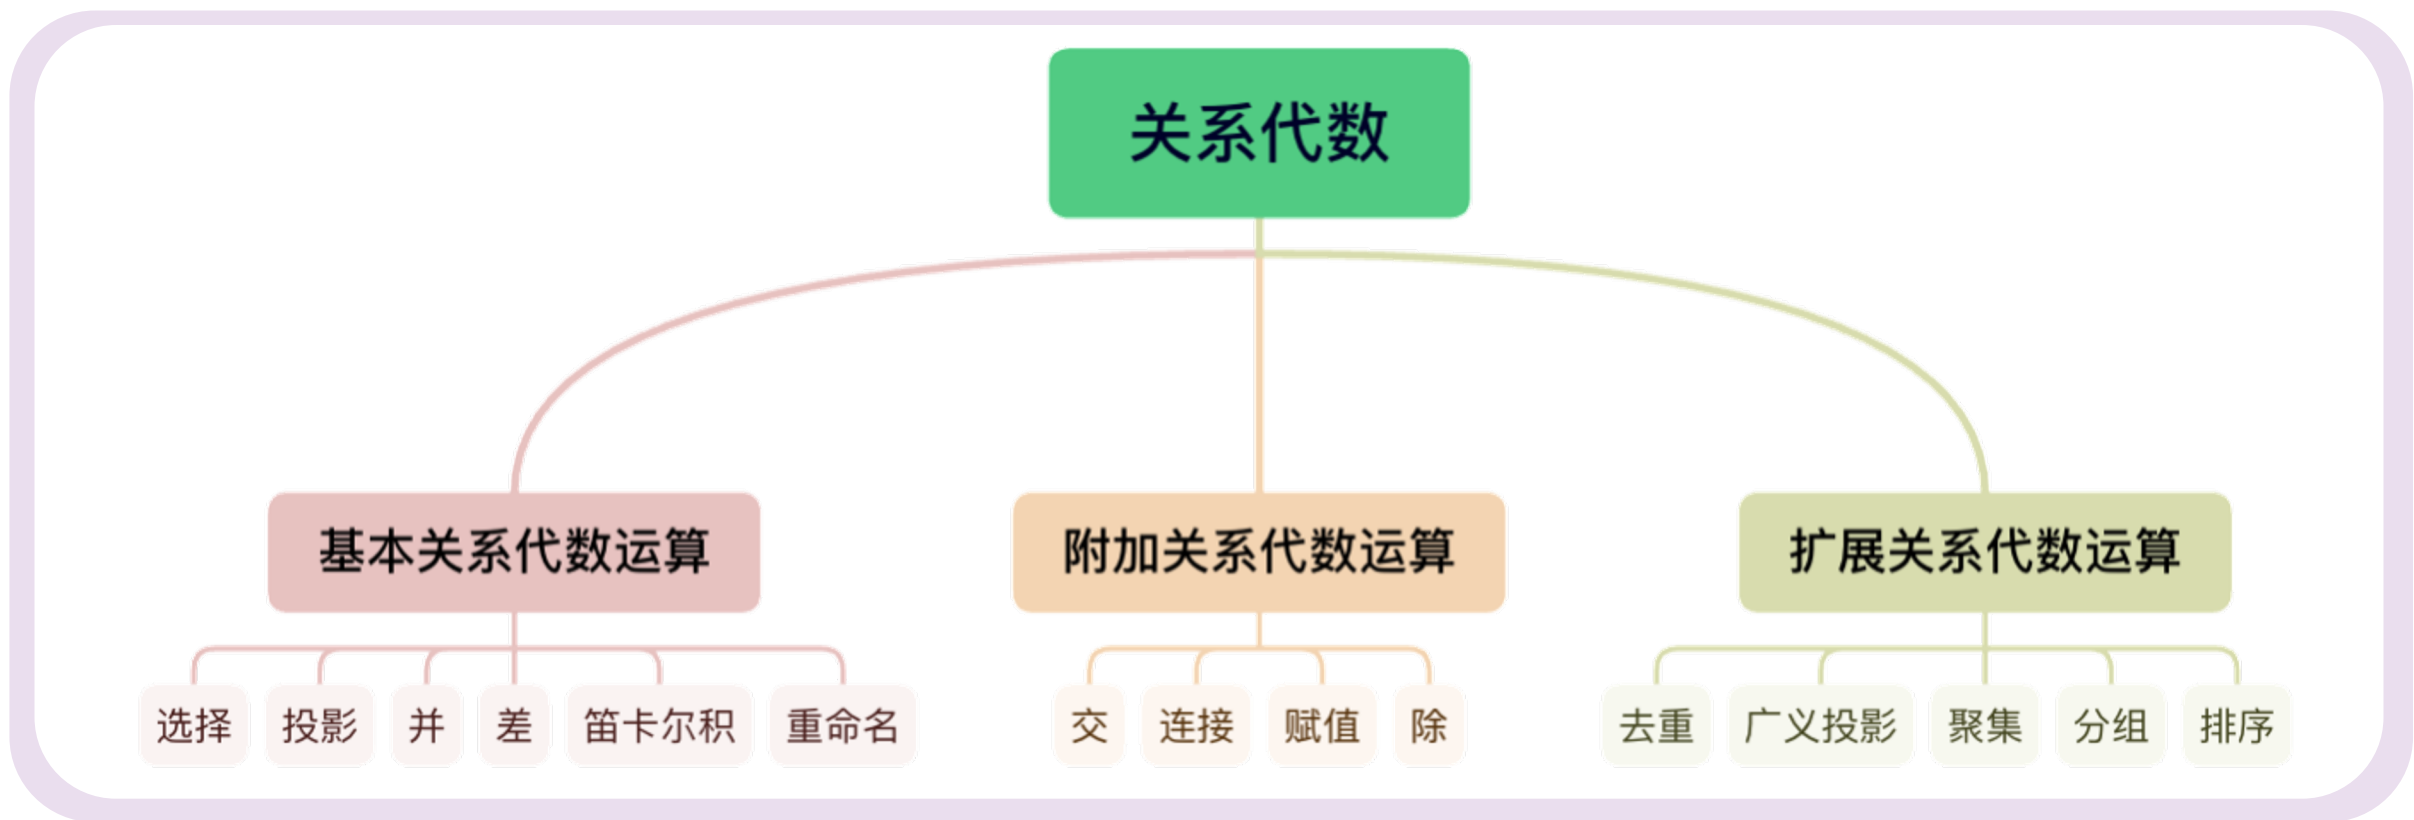 关系代数
基本关系代数运算
附加关系代数运算
扩展关系代数运算
选择
投影
并
差
笛卡尔积
重命名
交
连接
赋值
除
去重
广义投影
聚集
分组
排序